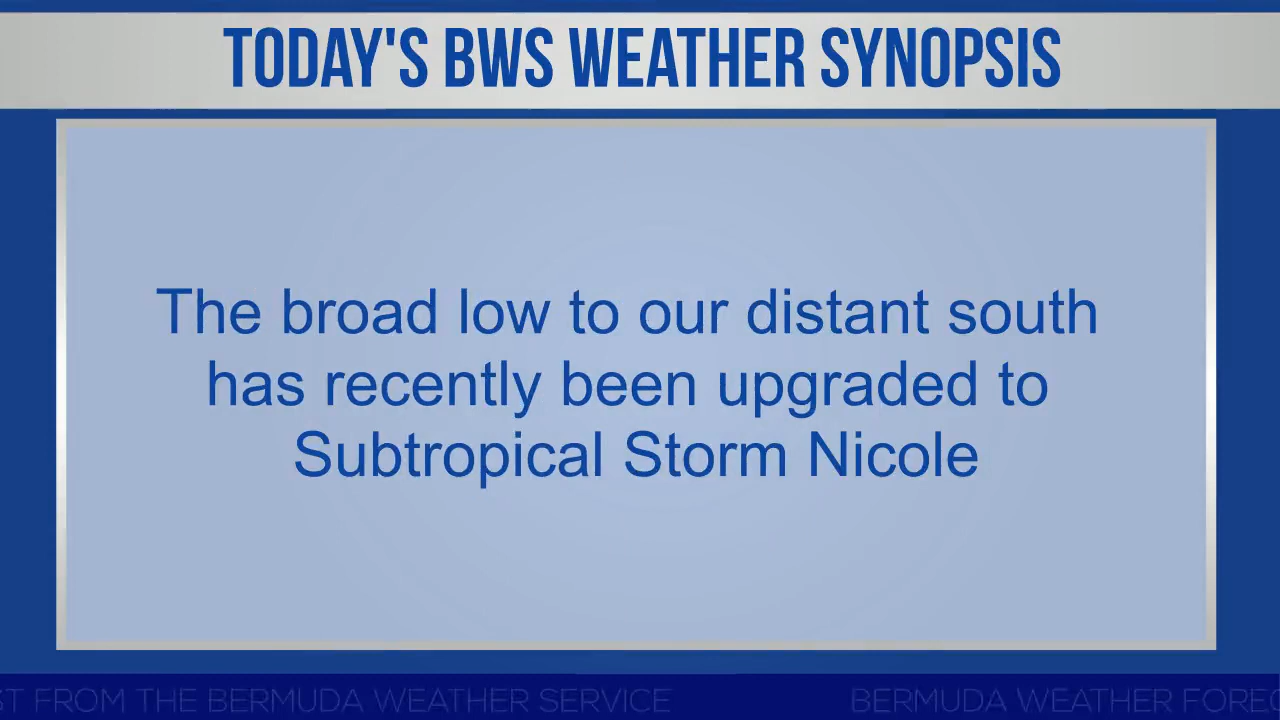 TODAY'S BWS WEATHER SYNOPSIS
The broad low to our distant south
has recently been upgraded to
Subtropical Storm Nicole
FROM THE BERMUDA WEATHER SERVICE BERMUDA WEATHER